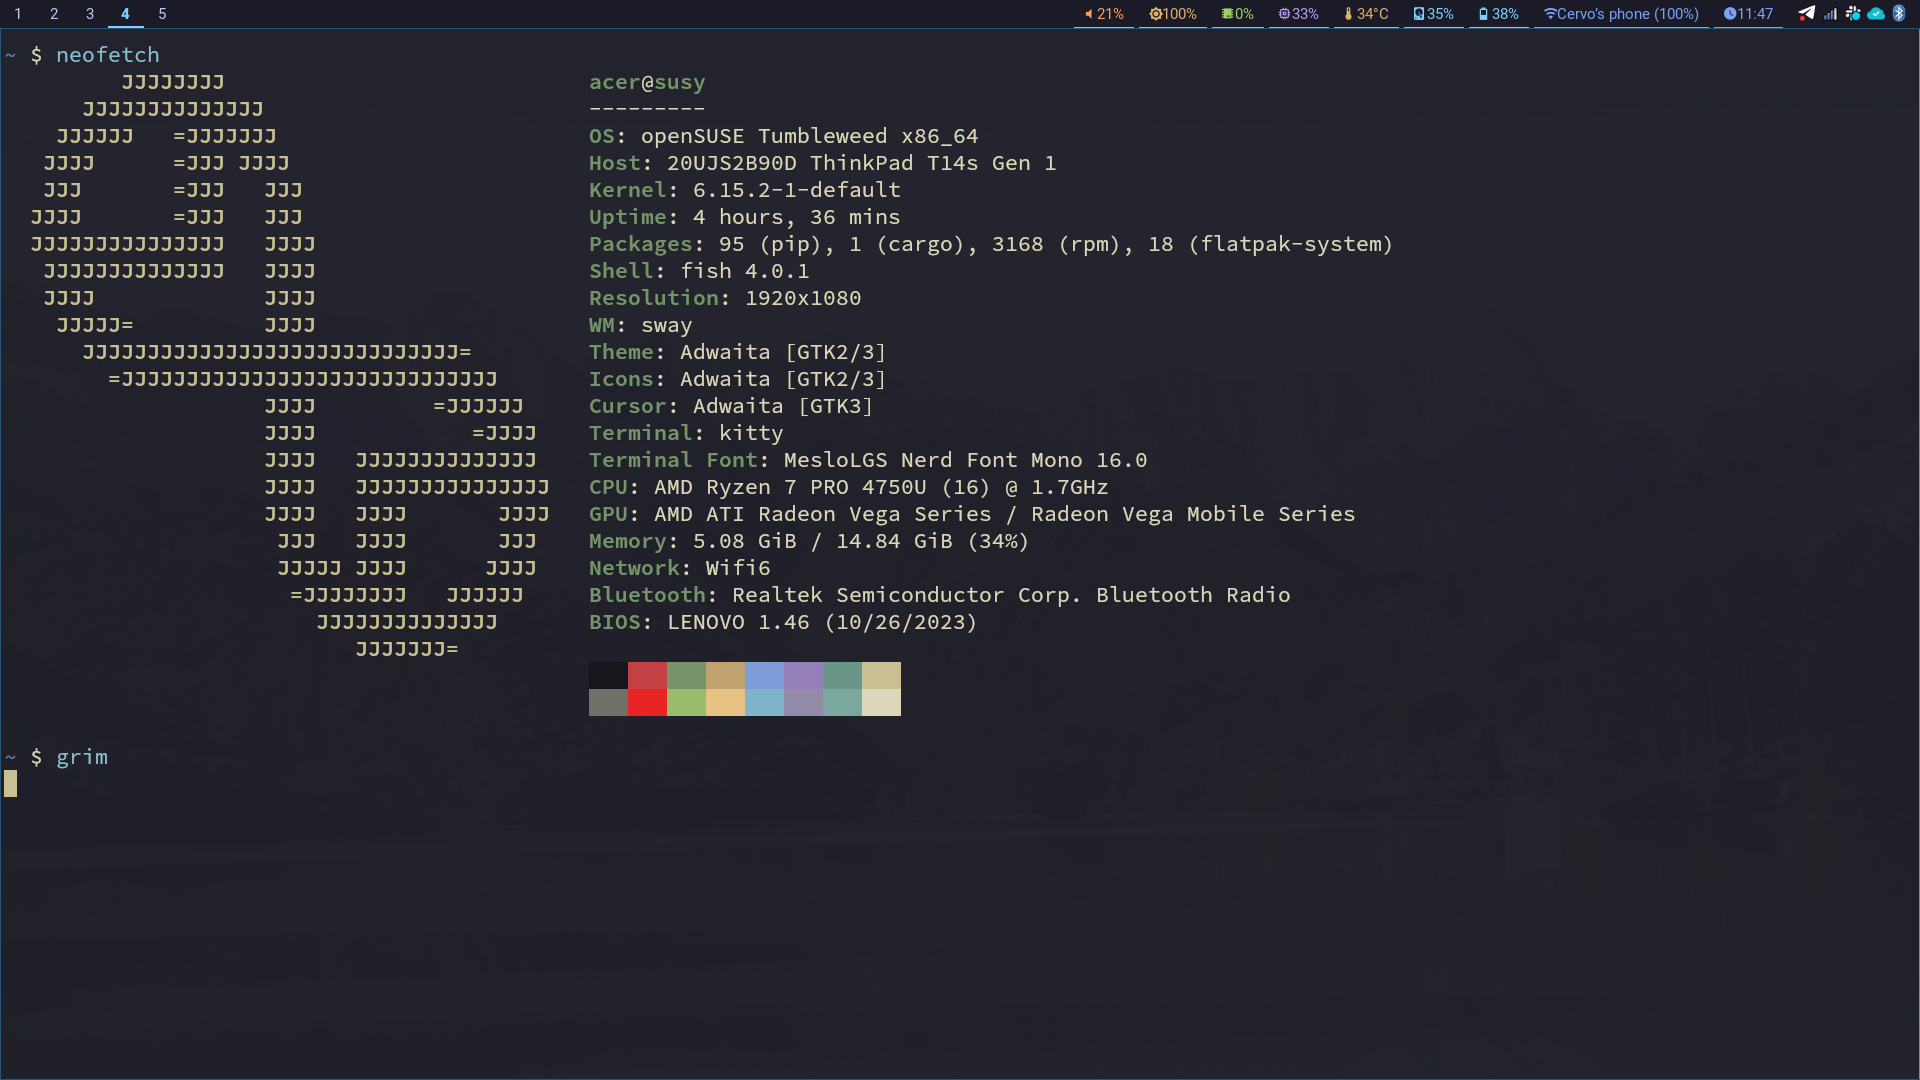 1 2 3 4 5 21% 100% 0% 33% 34°C 35% 38% Cervo's phone (100%) 11:47
~ $ neofetch
         JJJJJJJJ                            acer@susy
      JJJJJJJJJJJJJJ                         ---------
    JJJJJJ   =JJJJJJJ                        OS: openSUSE Tumbleweed x86_64
   JJJJ      =JJJ JJJJ                       Host: 20UJS2B90D ThinkPad T14s Gen 1
   JJJ       =JJJ   JJJ                      Kernel: 6.15.2-1-default
  JJJJ       =JJJ   JJJ                      Uptime: 4 hours, 36 mins
  JJJJJJJJJJJJJJJ   JJJJ                     Packages: 95 (pip), 1 (cargo), 3168 (rpm), 18 (flatpak-system)
   JJJJJJJJJJJJJJ   JJJJ                     Shell: fish 4.0.1
   JJJJ             JJJJ                     Resolution: 1920x1080
    JJJJJ=          JJJJ                     WM: sway
      JJJJJJJJJJJJJJJJJJJJJJJJJJJJJ=         Theme: Adwaita [GTK2/3]
        =JJJJJJJJJJJJJJJJJJJJJJJJJJJJJ       Icons: Adwaita [GTK2/3]
                    JJJJ         =JJJJJJ     Cursor: Adwaita [GTK3]
                    JJJJ            =JJJJ    Terminal: kitty
                    JJJJ   JJJJJJJJJJJJJJ    Terminal Font: MesloLGS Nerd Font Mono 16.0
                    JJJJ   JJJJJJJJJJJJJJJ   CPU: AMD Ryzen 7 PRO 4750U (16) @ 1.7GHz
                    JJJJ   JJJJ       JJJJ   GPU: AMD ATI Radeon Vega Series / Radeon Vega Mobile Series
                     JJJ   JJJJ       JJJ    Memory: 5.08 GiB / 14.84 GiB (34%)
                     JJJJJ JJJJ      JJJJ    Network: Wifi6
                      =JJJJJJJJ   JJJJJJ     Bluetooth: Realtek Semiconductor Corp. Bluetooth Radio
                        JJJJJJJJJJJJJJ       BIOS: LENOVO 1.46 (10/26/2023)
                           JJJJJJJ=
~ $ grim